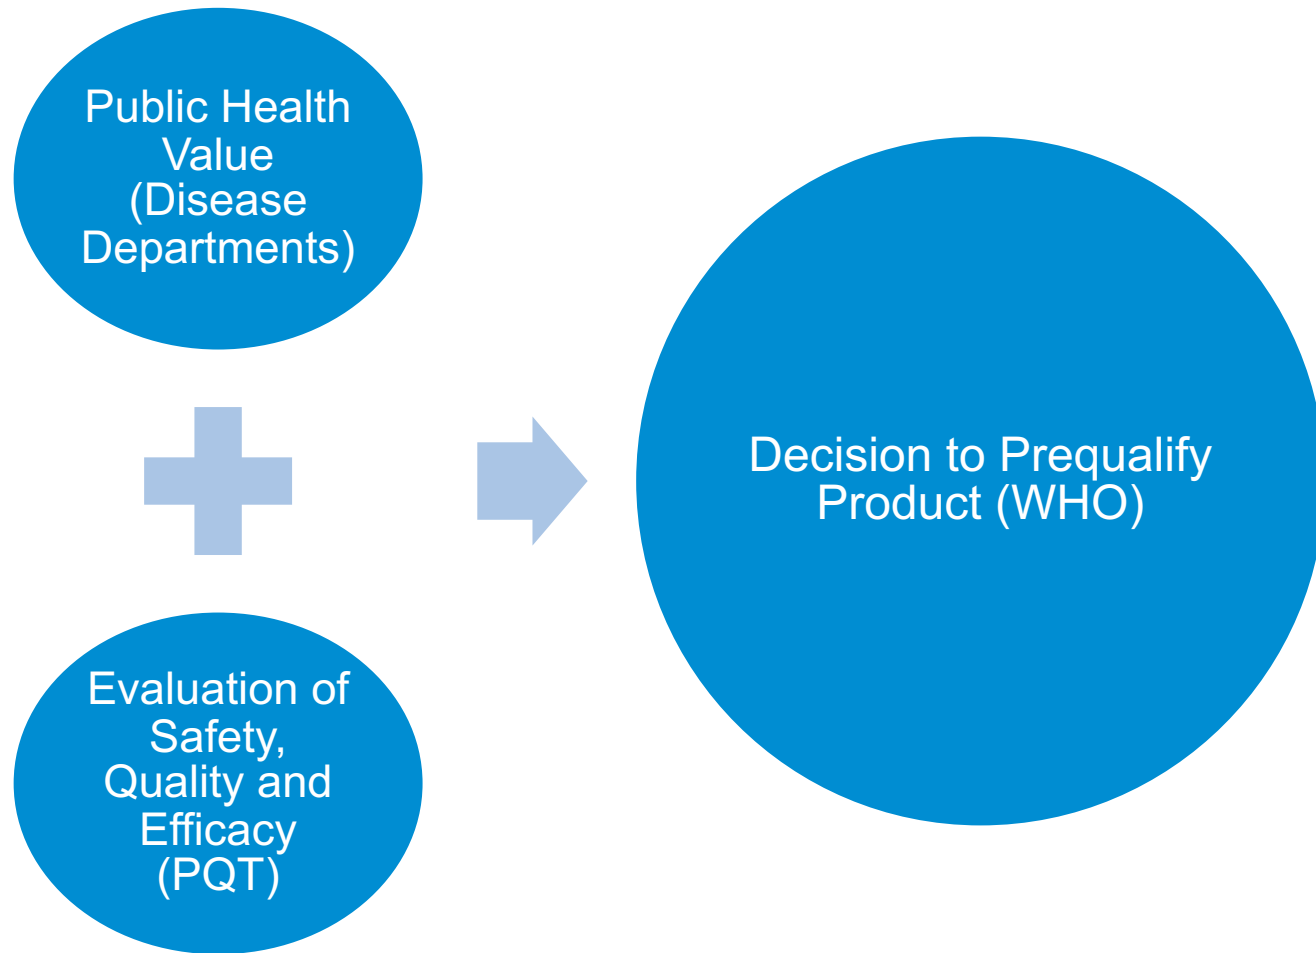 Public Health
Value
(Disease
Departments)
Evaluation of
Safety,
Quality and
Efficacy
(PQT)
Decision to Prequalify
Product (WHO)